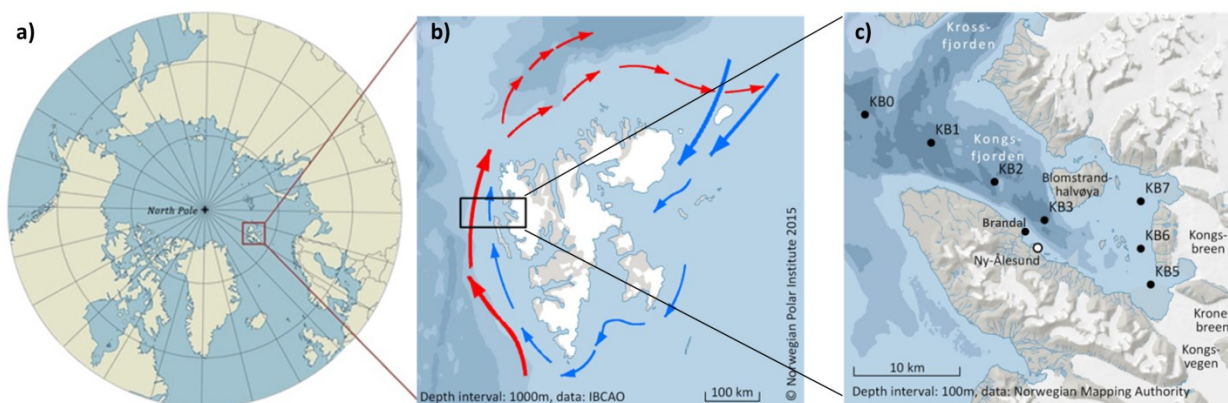 a)
North Pole
b)
Depth interval: 1000m, data: IBCAO
100 km
© Norwegian Polar Institute 2015
c)
Kross-
fjorden
KB0
KB1
Kongs-
fjorden
KB2
Blomstrand-
halvøya
KB7
KB3
Brandal
Ny-Ålesund
KB6
Kongs-
breen
KB5
Krone
breen
Kongs-
vegen
10 km
Depth interval: 100m, data: Norwegian Mapping Authority